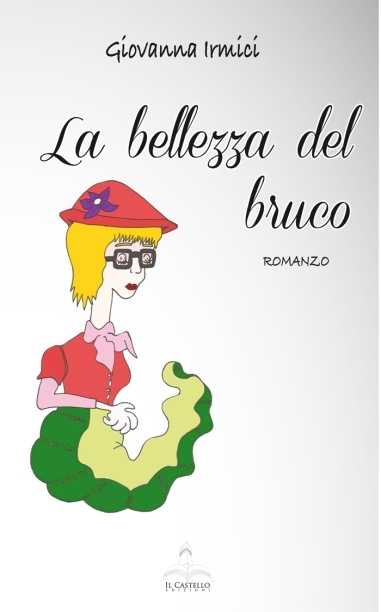 Giovanna Irmici
La bellezza del
bruco
ROMANZO
IL CASTELLO
EDIZIONI